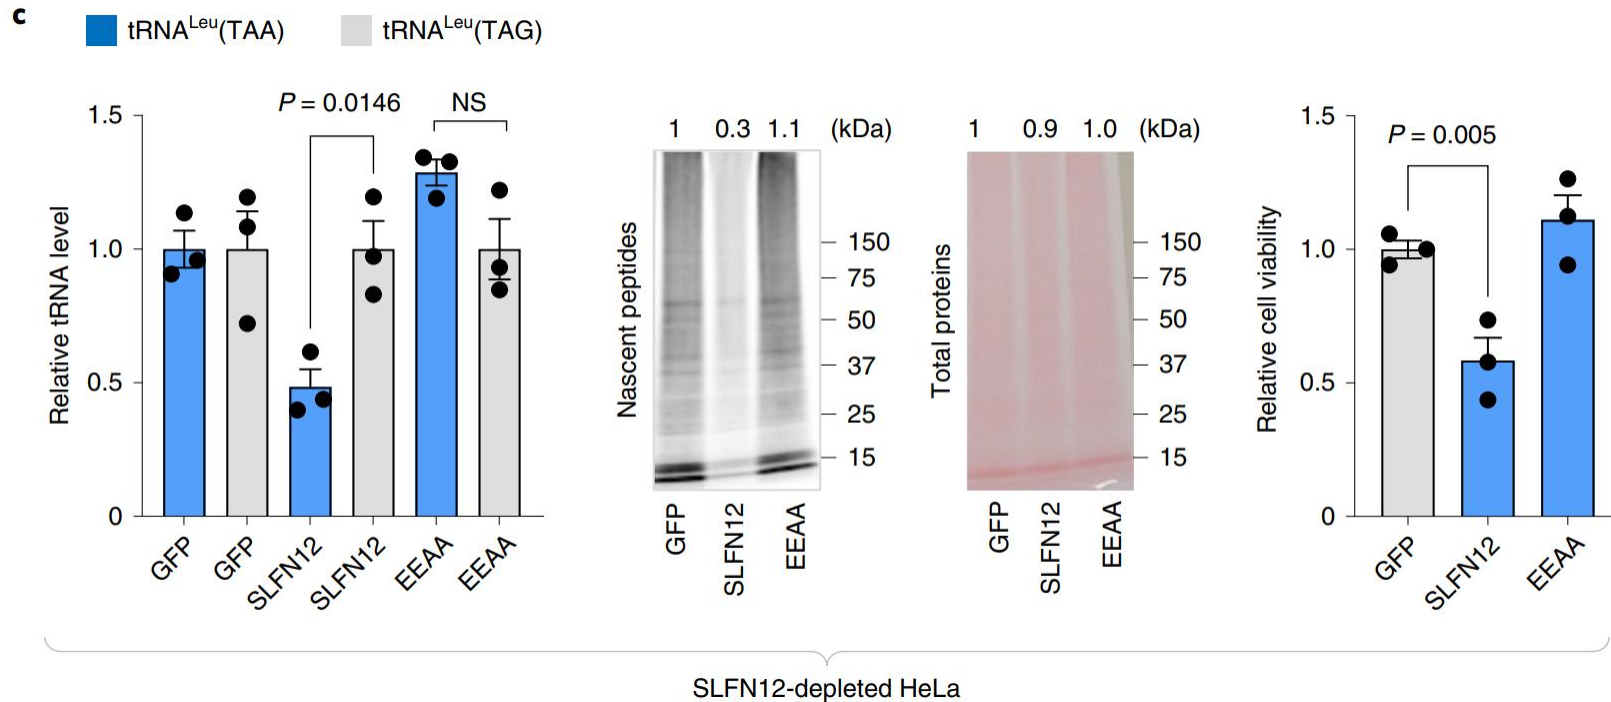 c
tRNALeu(TAA)
tRNALeu(TAG)
Relative tRNA level
1.5
1.0
0.5
0
P = 0.0146
NS
GFP
GFP
SLFN12
SLFN12
EEAA
EEAA
Nascent peptides
1 0.3 1.1 (kDa)
150
75
50
37
25
15
GFP
SLFN12
EEAA
Total proteins
1 0.9 1.0 (kDa)
150
75
50
37
25
15
GFP
SLFN12
EEAA
Relative cell viability
1.5
1.0
0.5
0
P = 0.005
GFP
SLFN12
EEAA
SLFN12-depleted HeLa